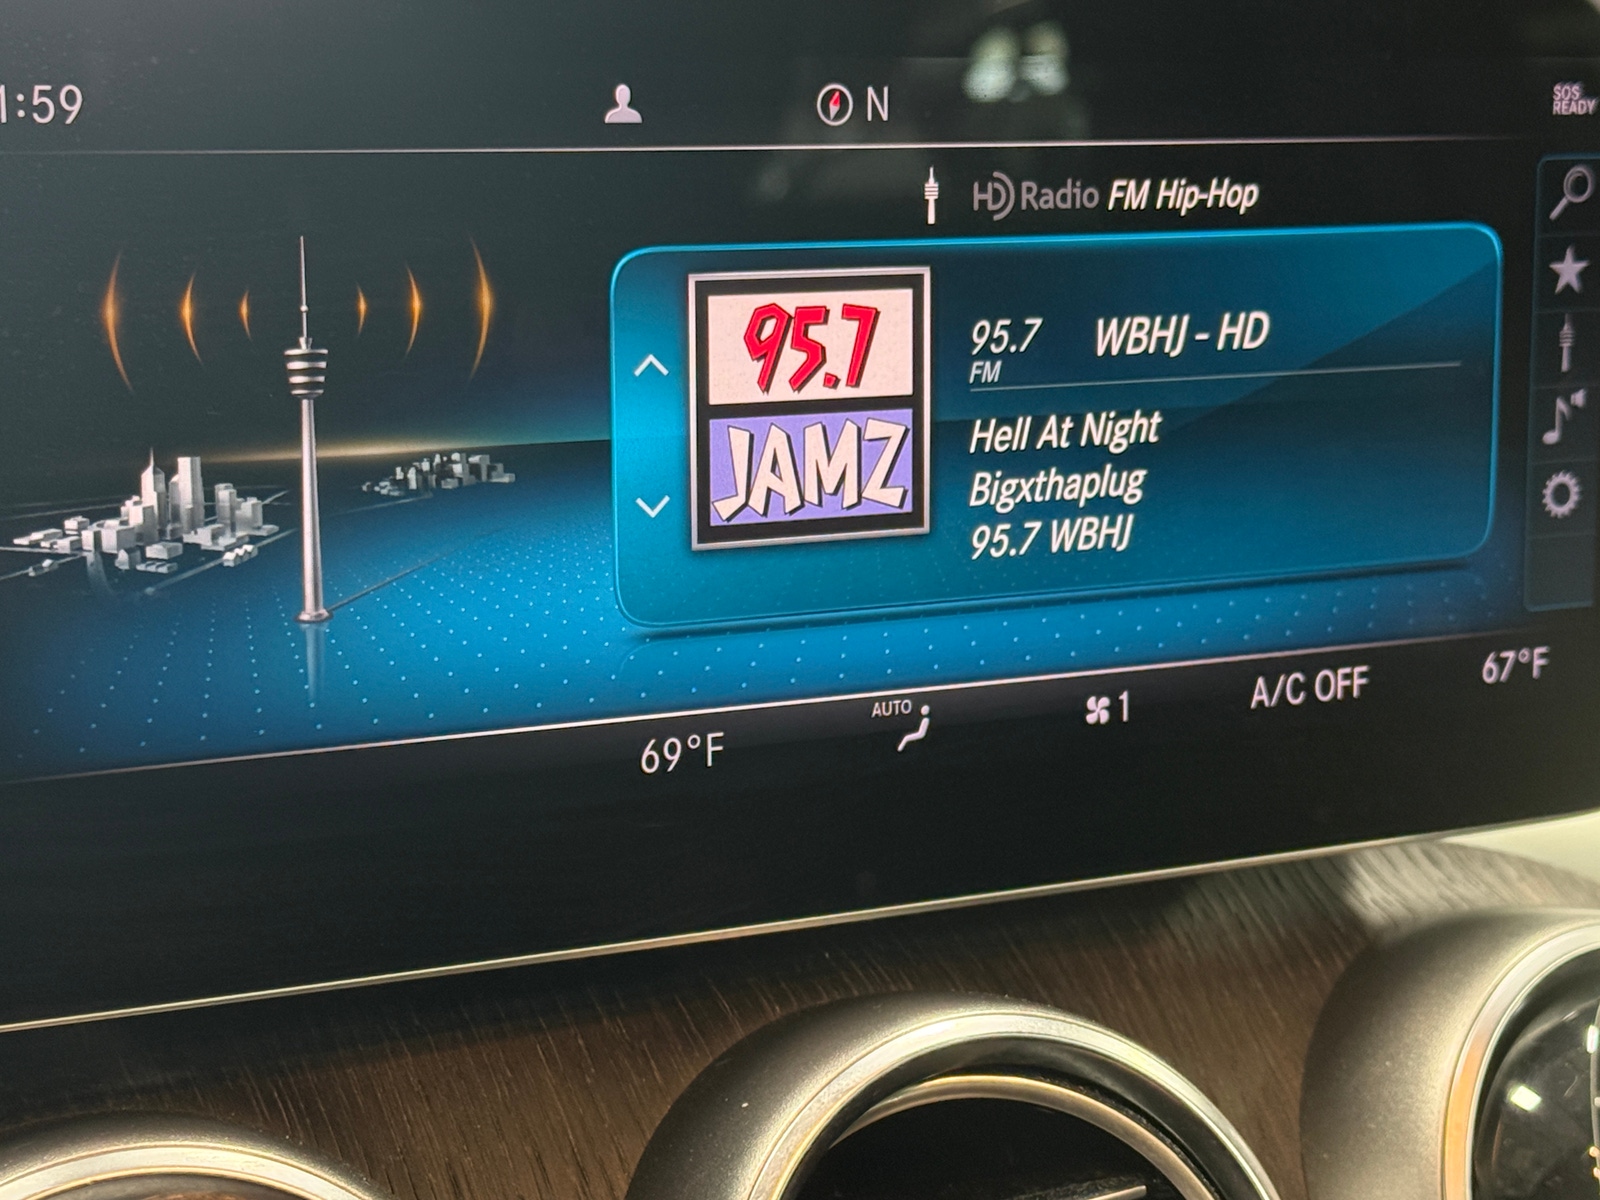 1:59
N
SOS
READY
HD Radio FM Hip-Hop
95.7
JAMZ
95.7 WBHJ - HD
FM
Hell At Night
Bigxthaplug
95.7 WBHJ
69°F
AUTO
1
A/C OFF
67°F